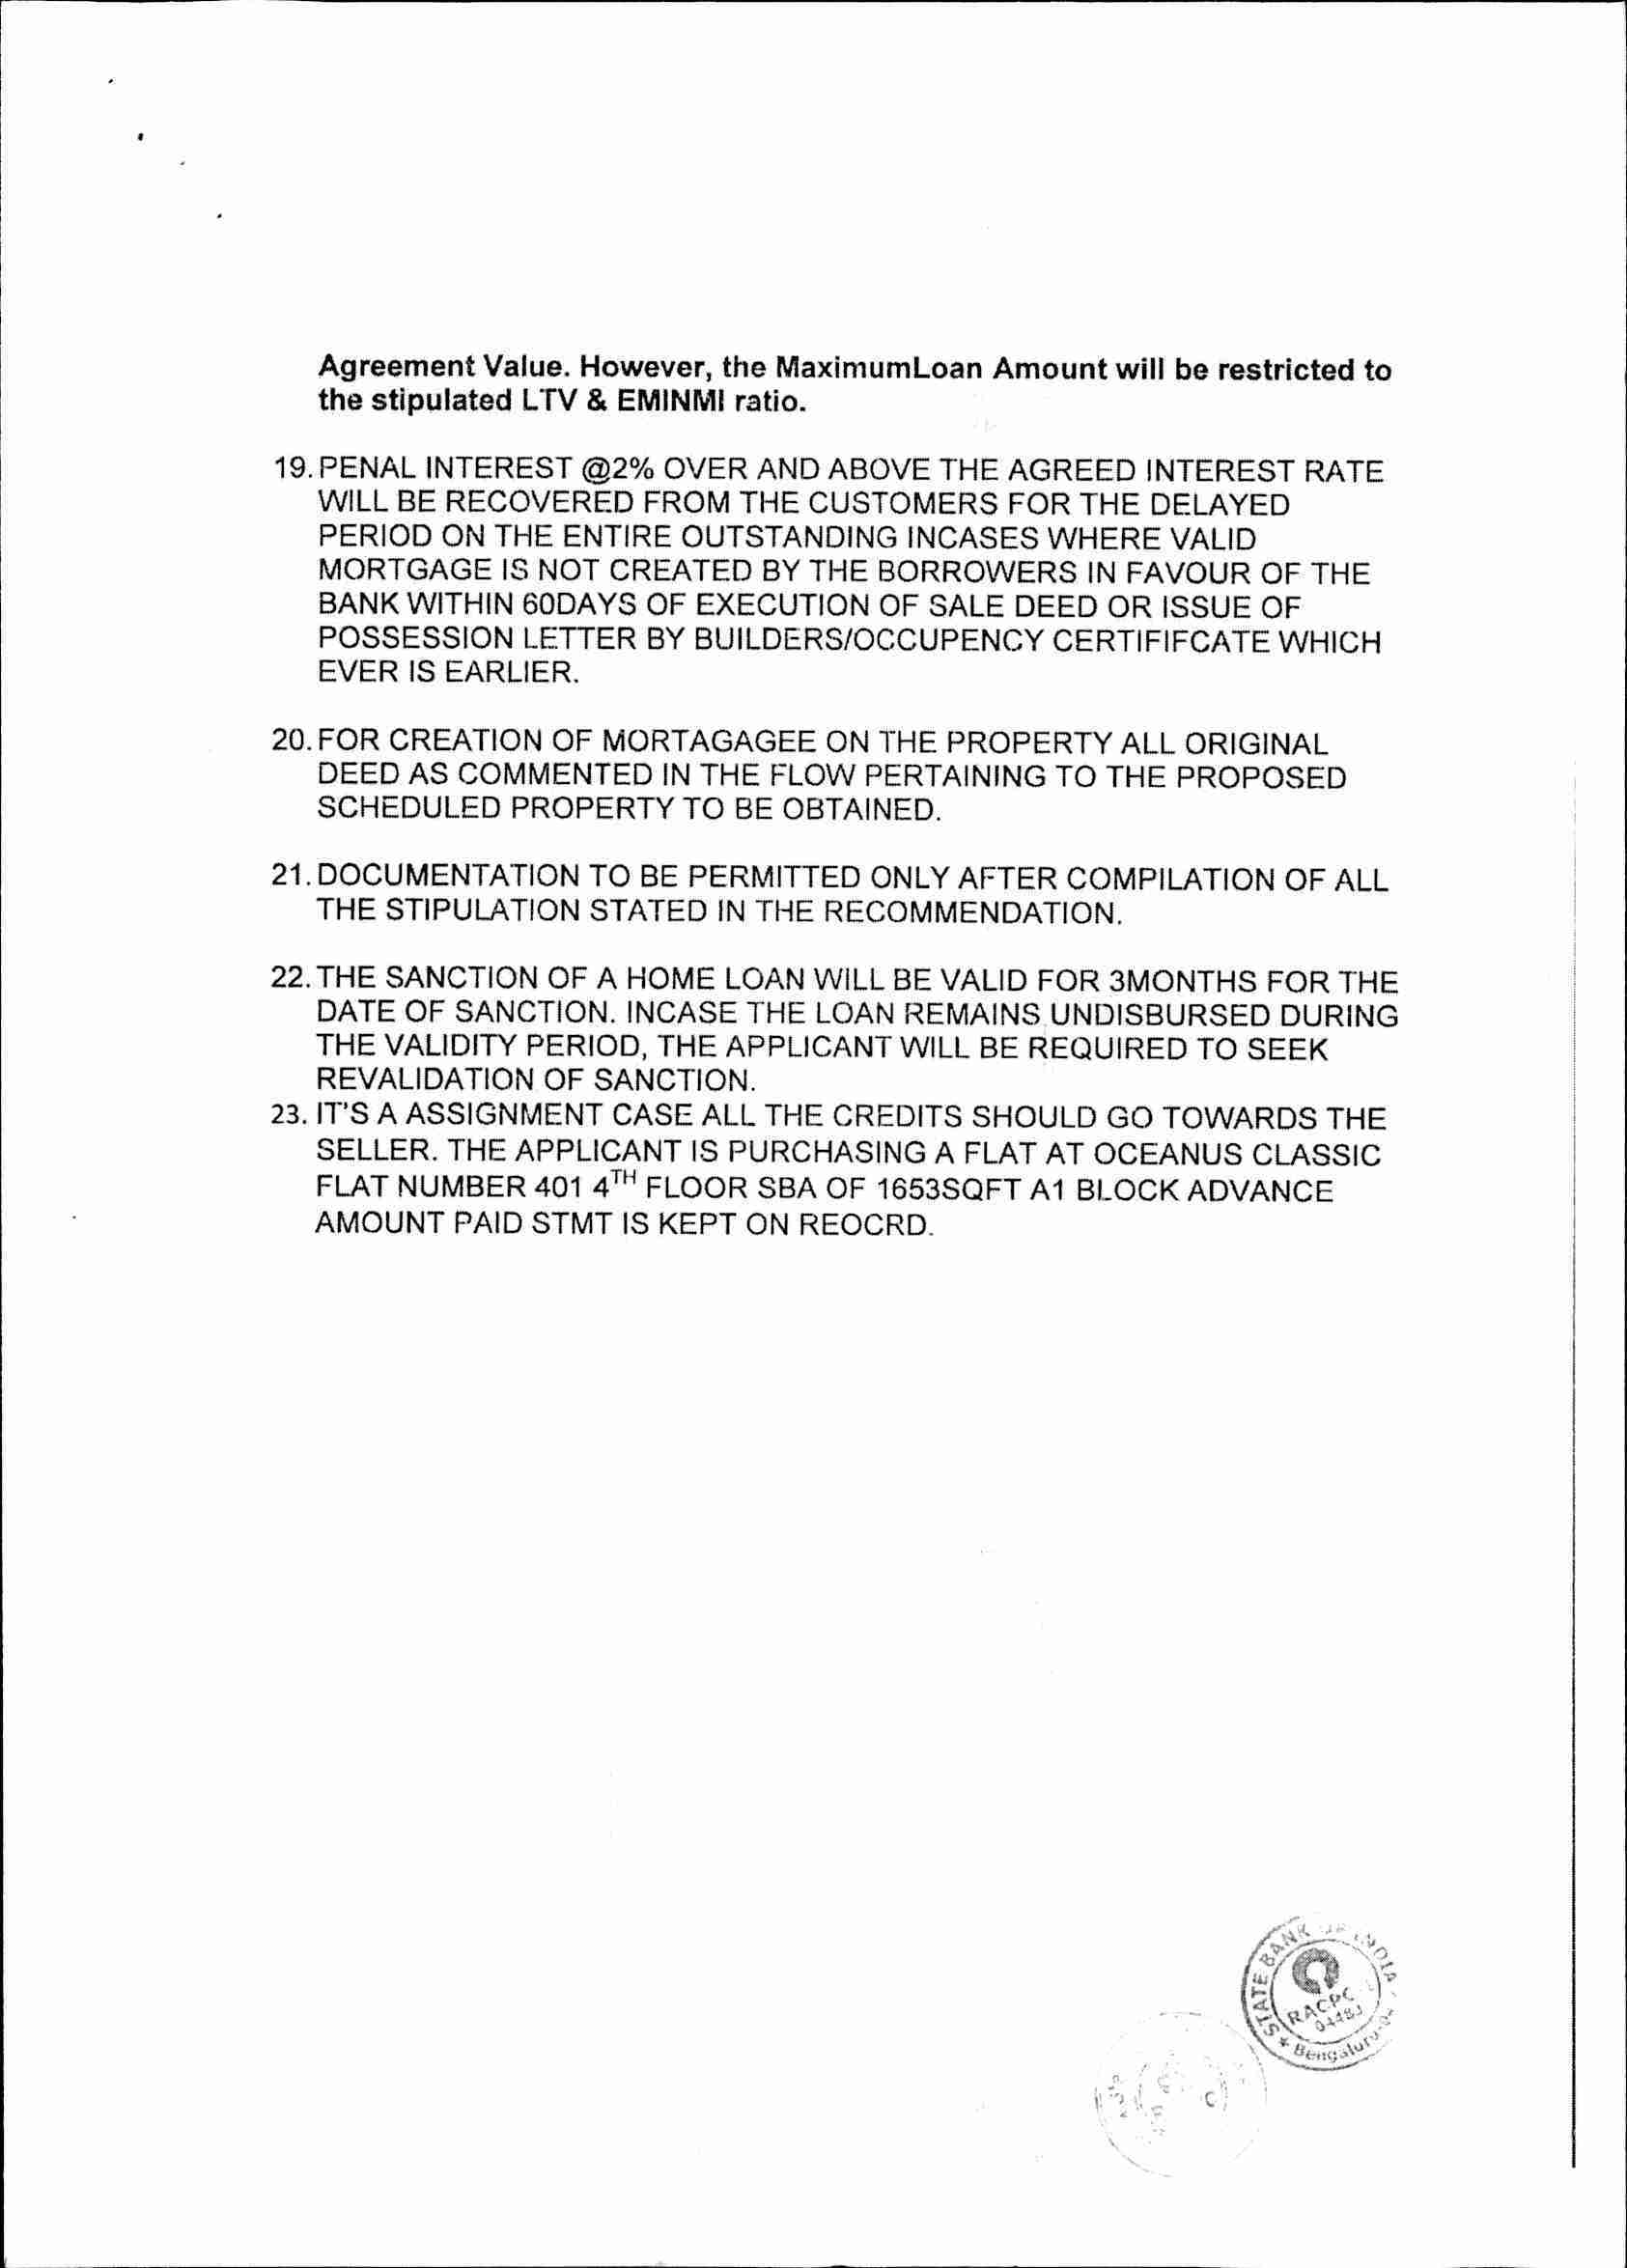 Agreement Value. However, the MaximumLoan Amount will be restricted to
the stipulated LTV & EMINMI ratio.
19. PENAL INTEREST @2% OVER AND ABOVE THE AGREED INTEREST RATE
WILL BE RECOVERED FROM THE CUSTOMERS FOR THE DELAYED
PERIOD ON THE ENTIRE OUTSTANDING INCASES WHERE VALID
MORTGAGE IS NOT CREATED BY THE BORROWERS IN FAVOUR OF THE
BANK WITHIN 60DAYS OF EXECUTION OF SALE DEED OR ISSUE OF
POSSESSION LETTER BY BUILDERS/OCCUPENCY CERTIFIFCATE WHICH
EVER IS EARLIER.
20. FOR CREATION OF MORTAGAGEE ON THE PROPERTY ALL ORIGINAL
DEED AS COMMENTED IN THE FLOW PERTAINING TO THE PROPOSED
SCHEDULED PROPERTY TO BE OBTAINED.
21. DOCUMENTATION TO BE PERMITTED ONLY AFTER COMPILATION OF ALL
THE STIPULATION STATED IN THE RECOMMENDATION.
22. THE SANCTION OF A HOME LOAN WILL BE VALID FOR 3MONTHS FOR THE
DATE OF SANCTION. INCASE THE LOAN REMAINS UNDISBURSED DURING
THE VALIDITY PERIOD, THE APPLICANT WILL BE REQUIRED TO SEEK
REVALIDATION OF SANCTION.
23. IT'S A ASSIGNMENT CASE ALL THE CREDITS SHOULD GO TOWARDS THE
SELLER. THE APPLICANT IS PURCHASING A FLAT AT OCEANUS CLASSIC
FLAT NUMBER 401 4TH FLOOR SBA OF 1653SQFT A1 BLOCK ADVANCE
AMOUNT PAID STMT IS KEPT ON REOCRD.
STATE BANK OF INDIA
RACPC
Bengaluru